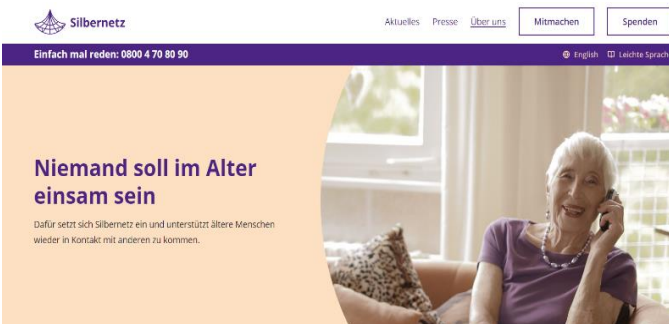 Silbernetz
Aktuelles Presse Über uns Mitmachen Spenden
Einfach mal reden: 0800 4 70 80 90
English Leichte Sprach
Niemand soll im Alter
einsam sein
Dafür setzt sich Silbernetz ein und unterstützt ältere Menschen
wieder in Kontakt mit anderen zu kommen.